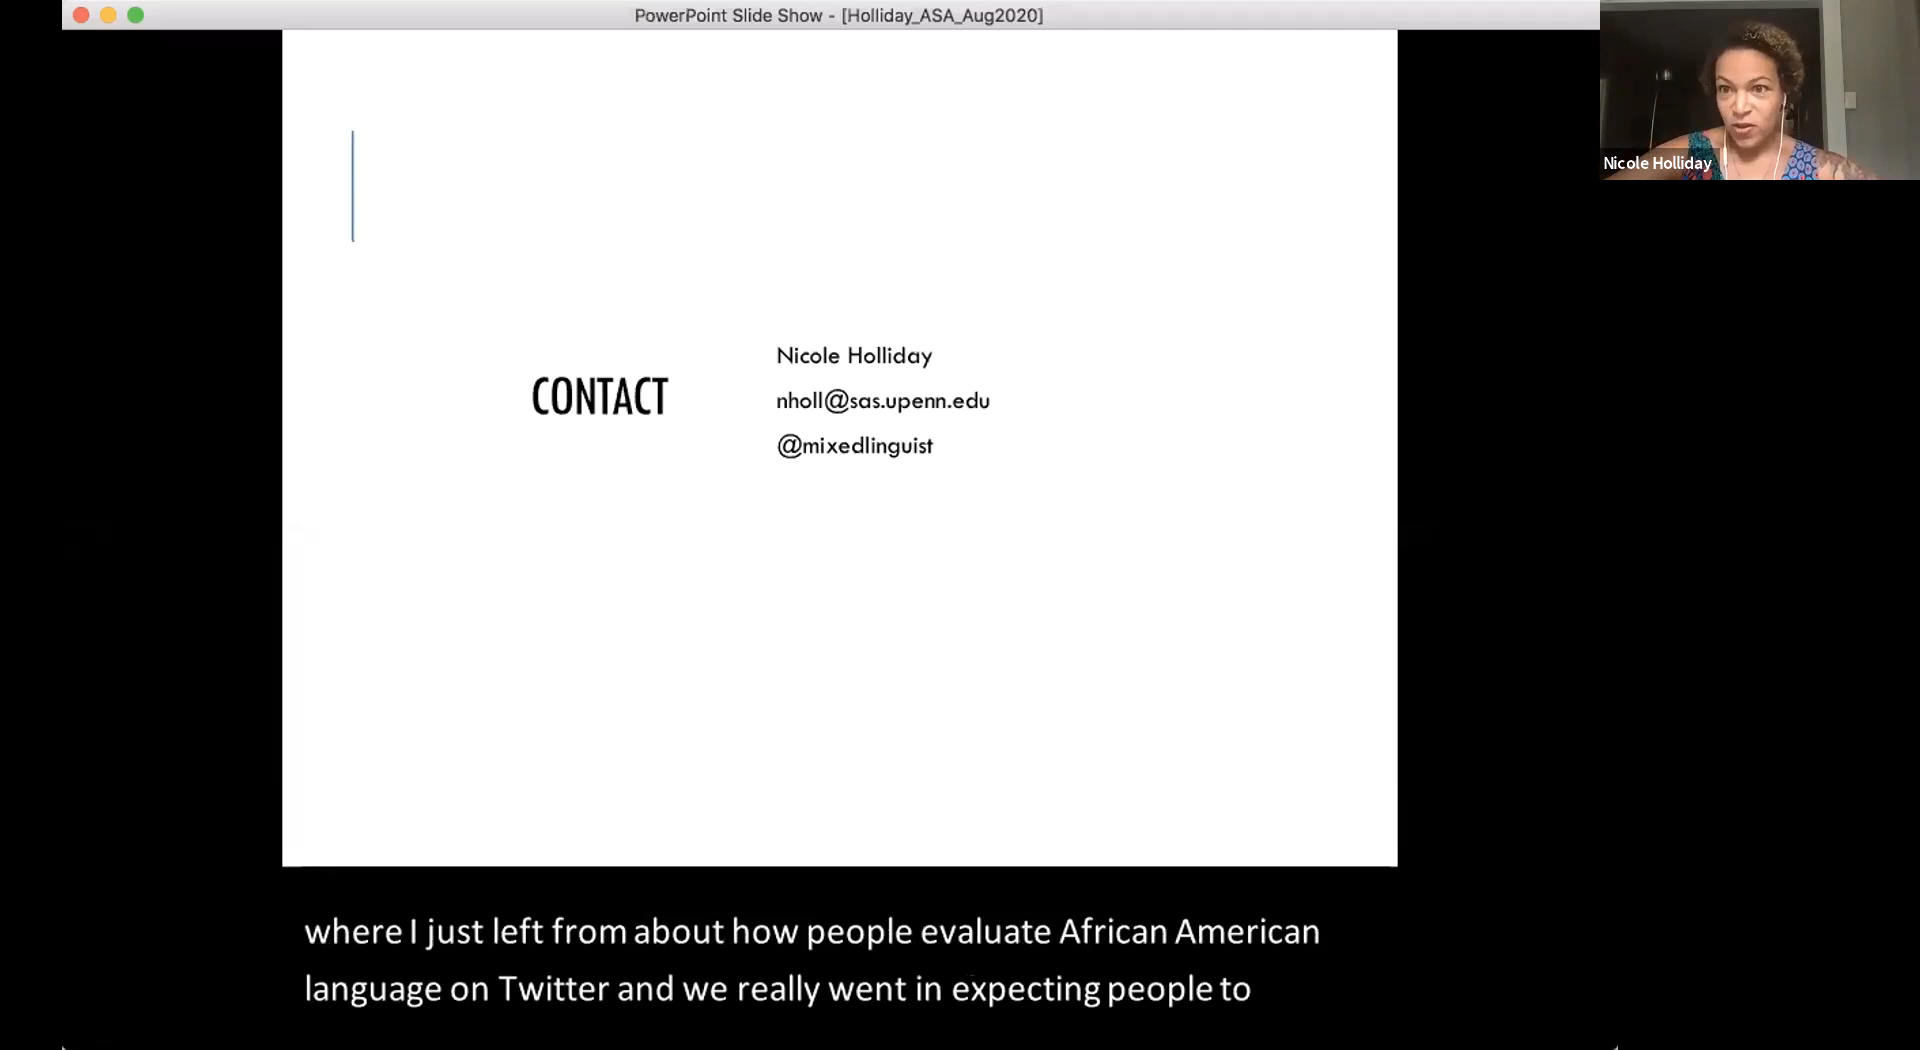 PowerPoint Slide Show - [Holliday_ASA_Aug2020]
Nicole Holliday
CONTACT
Nicole Holliday
nholl@sas.upenn.edu
@mixedlinguist
where I just left from about how people evaluate African American
language on Twitter and we really went in expecting people to